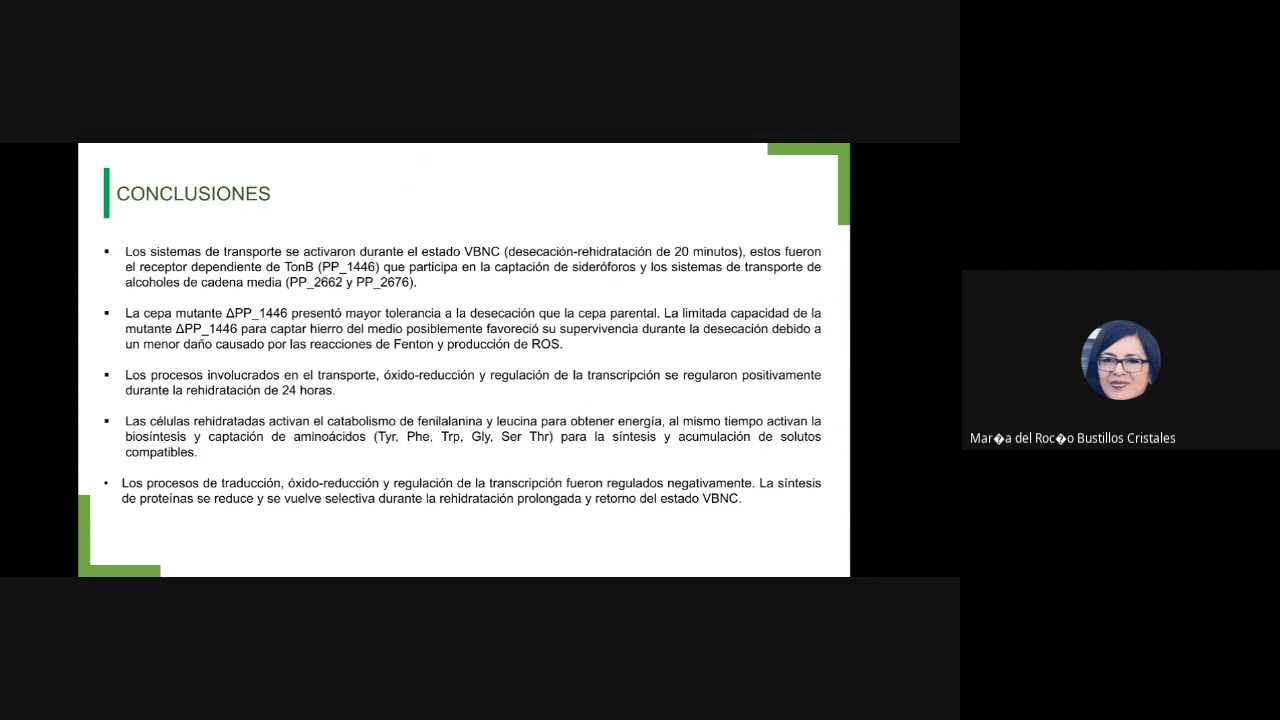 CONCLUSIONES
▪ Los sistemas de transporte se activaron durante el estado VBNC (desecación-rehidratación de 20 minutos), estos fueron
el receptor dependiente de TonB (PP_1446) que participa en la captación de sideróforos y los sistemas de transporte de
alcoholes de cadena media (PP_2662 y PP_2676).
▪ La cepa mutante ΔPP_1446 presentó mayor tolerancia a la desecación que la cepa parental. La limitada capacidad de la
mutante ΔPP_1446 para captar hierro del medio posiblemente favoreció su supervivencia durante la desecación debido a
un menor daño causado por las reacciones de Fenton y producción de ROS.
▪ Los procesos involucrados en el transporte, óxido-reducción y regulación de la transcripción se regularon positivamente
durante la rehidratación de 24 horas.
▪ Las células rehidratadas activan el catabolismo de fenilalanina y leucina para obtener energía, al mismo tiempo activan la
biosíntesis y captación de aminoácidos (Tyr, Phe, Trp, Gly, Ser Thr) para la síntesis y acumulación de solutos
compatibles.
• Los procesos de traducción, óxido-reducción y regulación de la transcripción fueron regulados negativamente. La síntesis
de proteínas se reduce y se vuelve selectiva durante la rehidratación prolongada y retorno del estado VBNC.
Mar�a del Roc�o Bustillos Cristales